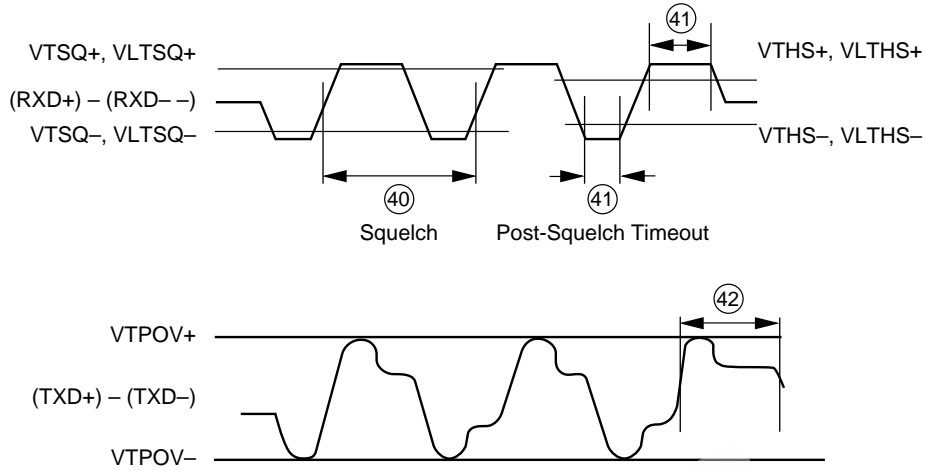 41
VTSQ+, VLTSQ+
VTHS+, VLTHS+
(RXD+) – (RXD– –)
VTSQ–, VLTSQ–
VTHS–, VLTHS–
40
41
Squelch
Post-Squelch Timeout
42
VTPOV+
(TXD+) – (TXD–)
VTPOV–